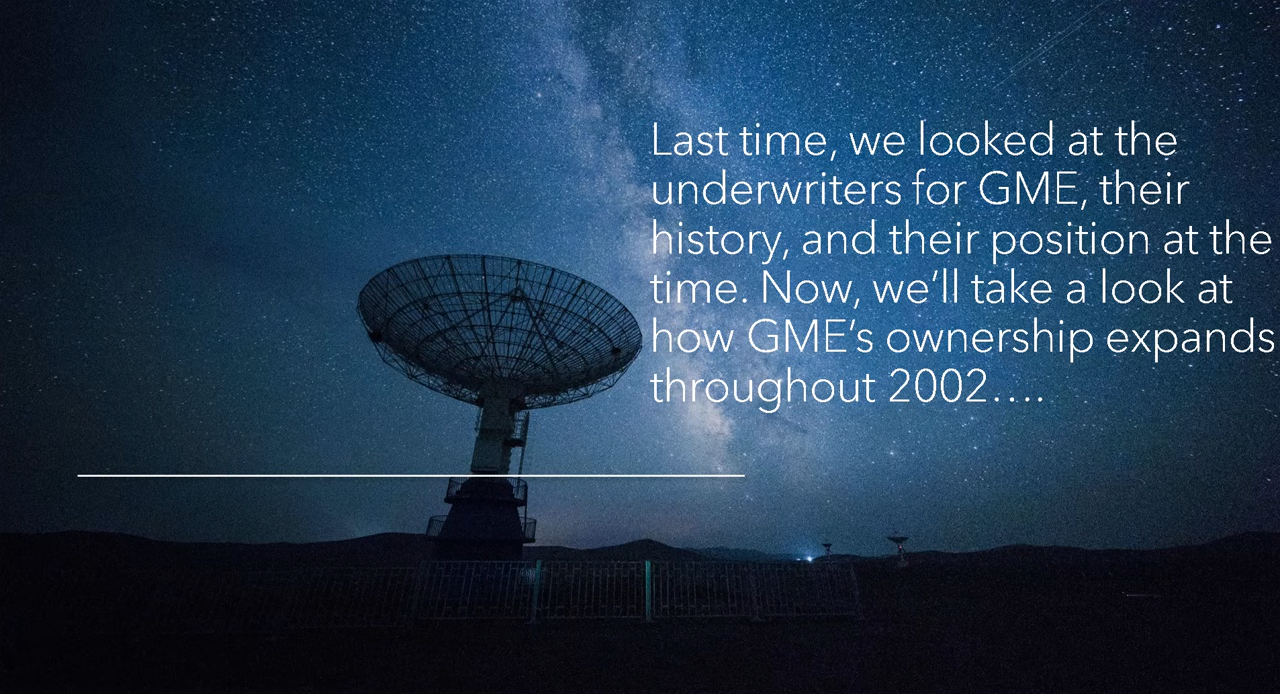 Last time, we looked at the
underwriters for GME, their
history, and their position at the
time. Now, we’ll take a look at
how GME’s ownership expands
throughout 2002….